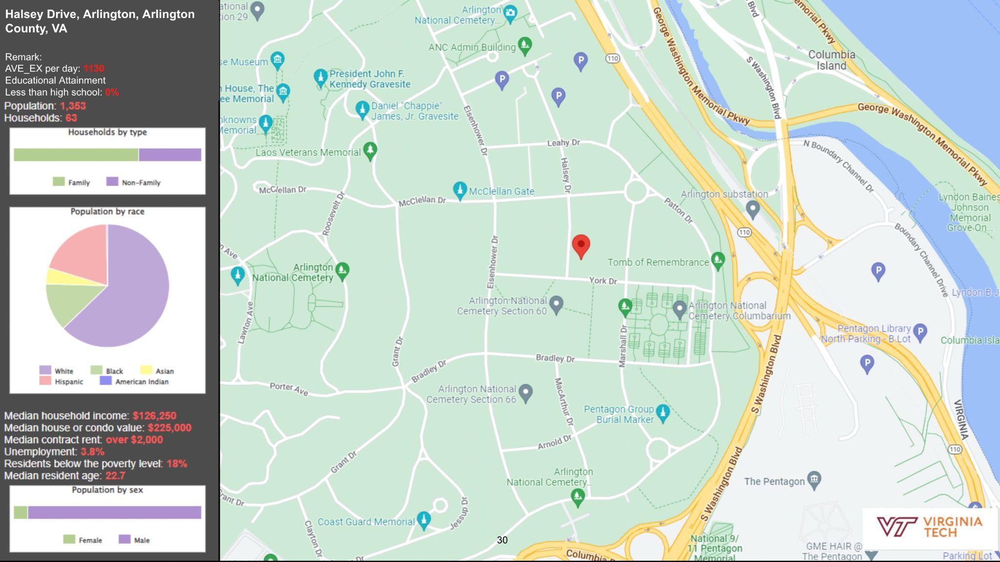 Halsey Drive, Arlington, Arlington
County, VA
Remark:
AVE_EX per day: 1130
Educational Attainment
Less than high school: 0%
Population: 1,353
Households: 63
Households by type
Family
Non-Family
Population by race
White
Black
Asian
Hispanic
American Indian
Median household income: $126,250
Median house or condo value: $225,000
Median contract rent: over $2,000
Unemployment: 3.8%
Residents below the poverty level: 18%
Median resident age: 22.7
Population by sex
Female
Male
ational
tion 29
Arlington
National Cemetery...
ANC Admin Building
se Museum
President John F.
Kennedy Gravesite
n House, The
ee Memorial
Daniel "Chappie"
James, Jr. Gravesite
nknowns
Memorial
Laos Veterans Memorial
Eisenhower Dr
Leahy Dr
Halsey Dr
McClellan Dr
McClellan Dr
McClellan Gate
Roosevelt Dr
Patton Dr
P
P
P
110
George Washington Memorial Pkwy
Blvd
emorial Pkwy
S Washington Blvd
Columbia
Island
George Washington Memorial Pkwy
N Boundary Channel Dr
Arlington substation
110
Lyndon Baines
Johnson
Memorial
Grove On...
Boundary Channel Drive
n Ave
Arlington
National Cemetery
Eisenhower Dr
Tomb of Remembrance
York Dr
Arlington National
Cemetery Section 60
Arlington National
Cemetery Columbarium
P
Lyndon B J
Lawton Ave
Grant Dr
Marshall Dr
Pentagon Library
North Parking - B Lot
P
Columbia Isla
P
Bradley Dr
Bradley Dr
Porter Ave
Arlington National
Cemetery Section 66
MacArthur Dr
Pentagon Group
Burial Marker
S Washington Blvd
VIRGINIA
110
Arnold Dr
Grant Dr
Arlington
National Cemetery...
S Washington Blvd
The Pentagon
Grant Dr
Clayton Dr
Coast Guard Memorial
Jessup Dr
Dr
30
Columbia
National 9/
11 Pentagon
Memorial
GME HAIR @
The Pentagon
Parking Lot
VT VIRGINIA
TECH